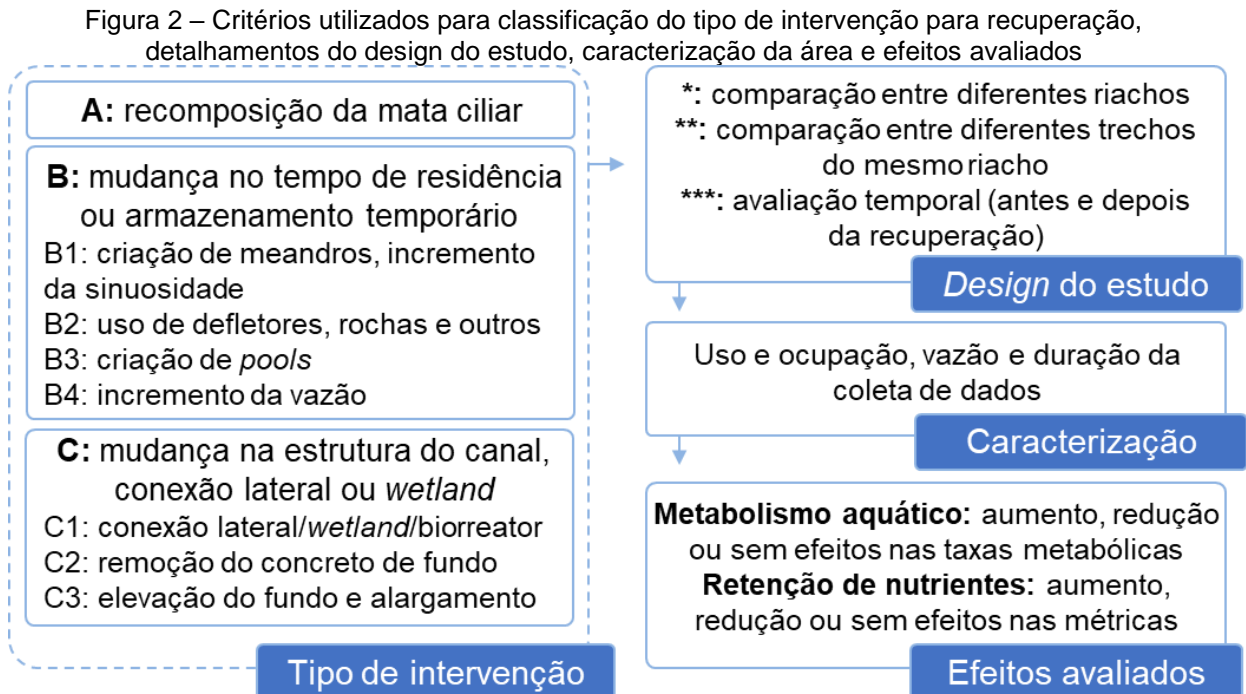 Figura 2 – Critérios utilizados para classificação do tipo de intervenção para recuperação,
detalhamentos do design do estudo, caracterização da área e efeitos avaliados
A: recomposição da mata ciliar
B: mudança no tempo de residência
ou armazenamento temporário
B1: criação de meandros, incremento
da sinuosidade
B2: uso de defletores, rochas e outros
B3: criação de pools
B4: incremento da vazão
C: mudança na estrutura do canal,
conexão lateral ou wetland
C1: conexão lateral/wetland/biorreator
C2: remoção do concreto de fundo
C3: elevação do fundo e alargamento
Tipo de intervenção
*: comparação entre diferentes riachos
**: comparação entre diferentes trechos
do mesmo riacho
***: avaliação temporal (antes e depois
da recuperação)
Design do estudo
Uso e ocupação, vazão e duração da
coleta de dados
Caracterização
Metabolismo aquático: aumento, redução
ou sem efeitos nas taxas metabólicas
Retenção de nutrientes: aumento,
redução ou sem efeitos nas métricas
Efeitos avaliados